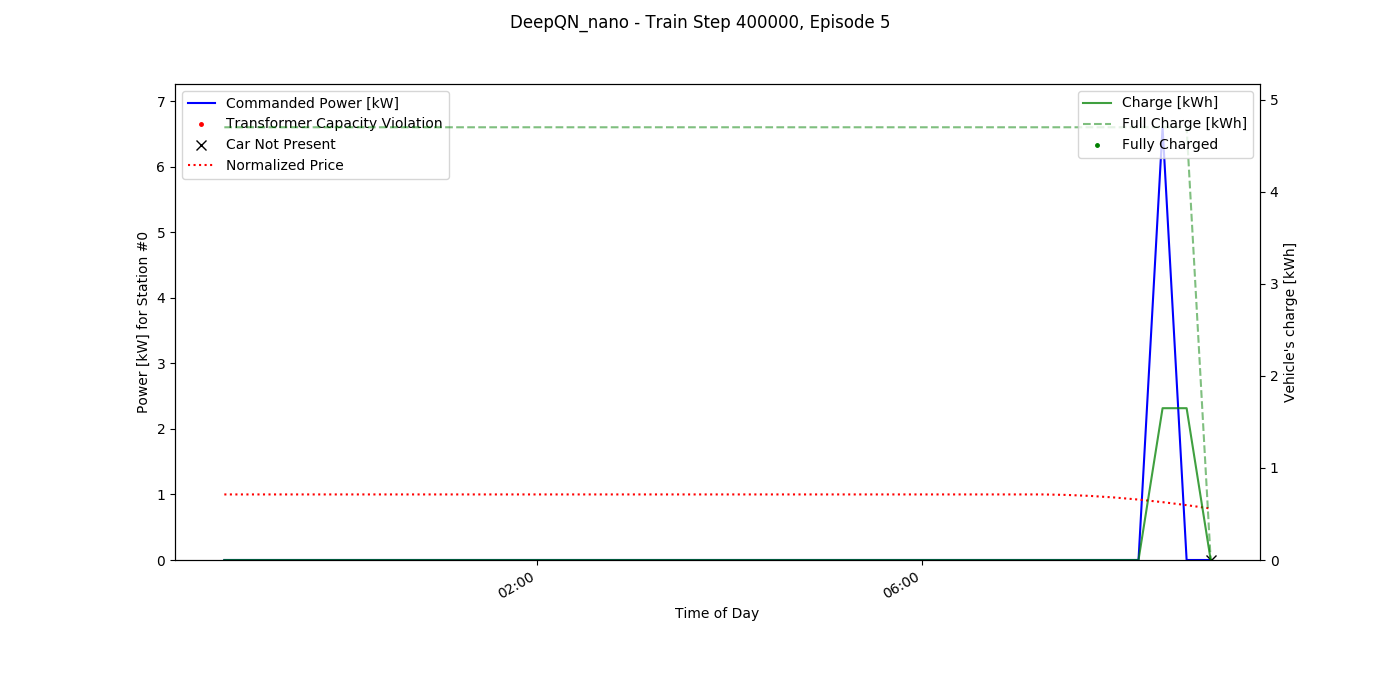 DeepQN_nano - Train Step 400000, Episode 5
Commanded Power [kW]
Transformer Capacity Violation
Car Not Present
Normalized Price
Charge [kWh]
Full Charge [kWh]
Fully Charged
7
6
5
4
3
2
1
0
Power [kW] for Station #0
5
4
3
2
1
0
Vehicle's charge [kWh]
02:00
06:00
Time of Day